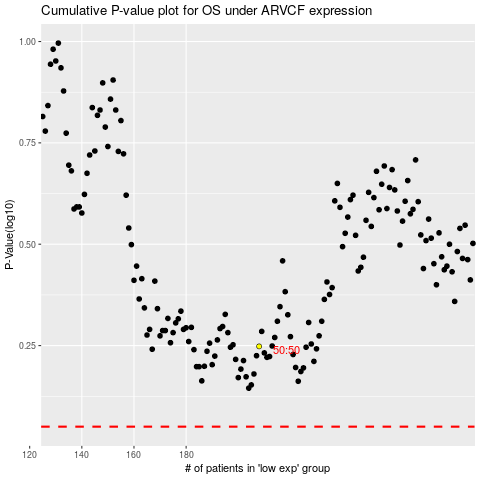 Cumulative P-value plot for OS under ARVCF expression
P-Value(log10)
1.00
0.75
0.50
0.25
50:50
120 140 160 180
# of patients in 'low exp' group